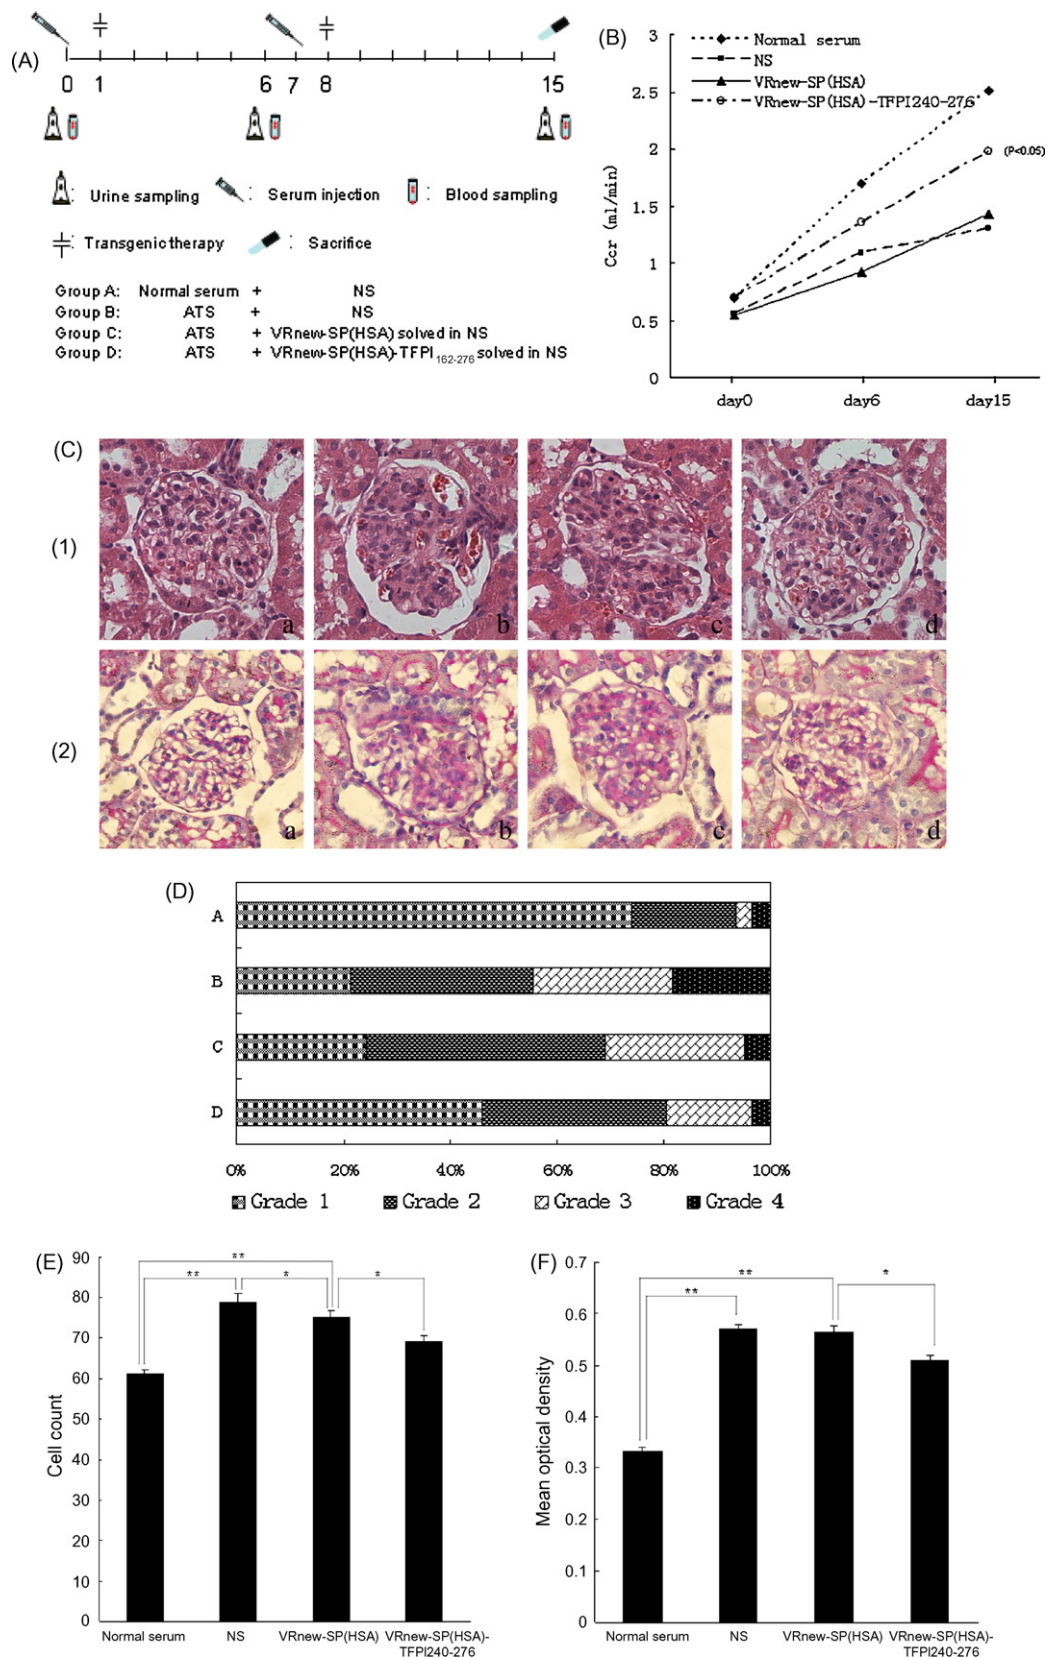 (A)
0 1 6 7 8 15
: Urine sampling : Serum injection : Blood sampling
: Transgenic therapy : Sacrifice
Group A: Normal serum + NS
Group B: ATS + NS
Group C: ATS + VRnew-SP(HSA) solved in NS
Group D: ATS + VRnew-SP(HSA)-TFPI162-276 solved in NS
(B)
Normal serum
NS
VRnew-SP(HSA)
VRnew-SP(HSA)-TFPI240-276
(P<0.05)
Ccr (ml/min)
3
2.5
2
1.5
1
0.5
0
day0 day6 day15
(C)
(1)
a b c d
(2)
a b c d
(D)
A
B
C
D
0% 20% 40% 60% 80% 100%
Grade 1 Grade 2 Grade 3 Grade 4
(E)
Cell count
90
80
70
60
50
40
30
20
10
0
** * *
**
Normal serum NS VRnew-SP(HSA) VRnew-SP(HSA)-
TFPI240-276
(F)
Mean optical density
0.7
0.6
0.5
0.4
0.3
0.2
0.1
0
** *
**
Normal serum NS VRnew-SP(HSA) VRnew-SP(HSA)-
TFPI240-276